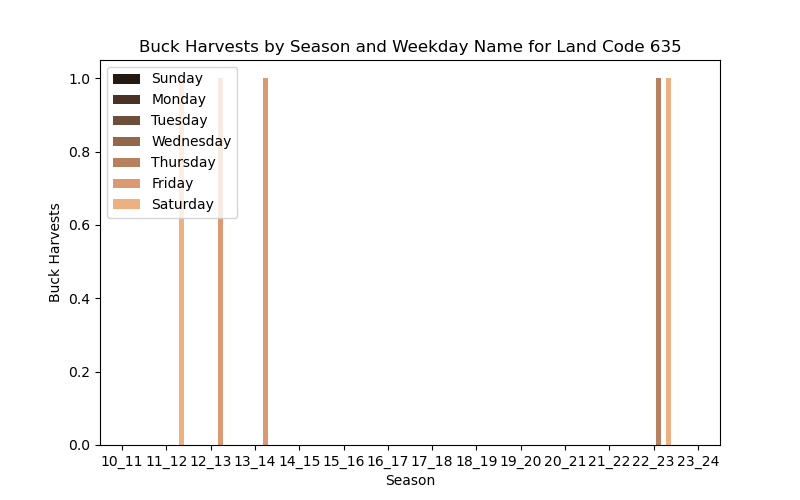 Buck Harvests by Season and Weekday Name for Land Code 635
1.0
0.8
0.6
0.4
0.2
0.0
Buck Harvests
Sunday
Monday
Tuesday
Wednesday
Thursday
Friday
Saturday
10_11 11_12 12_13 13_14 14_15 15_16 16_17 17_18 18_19 19_20 20_21 21_22 22_23 23_24
Season